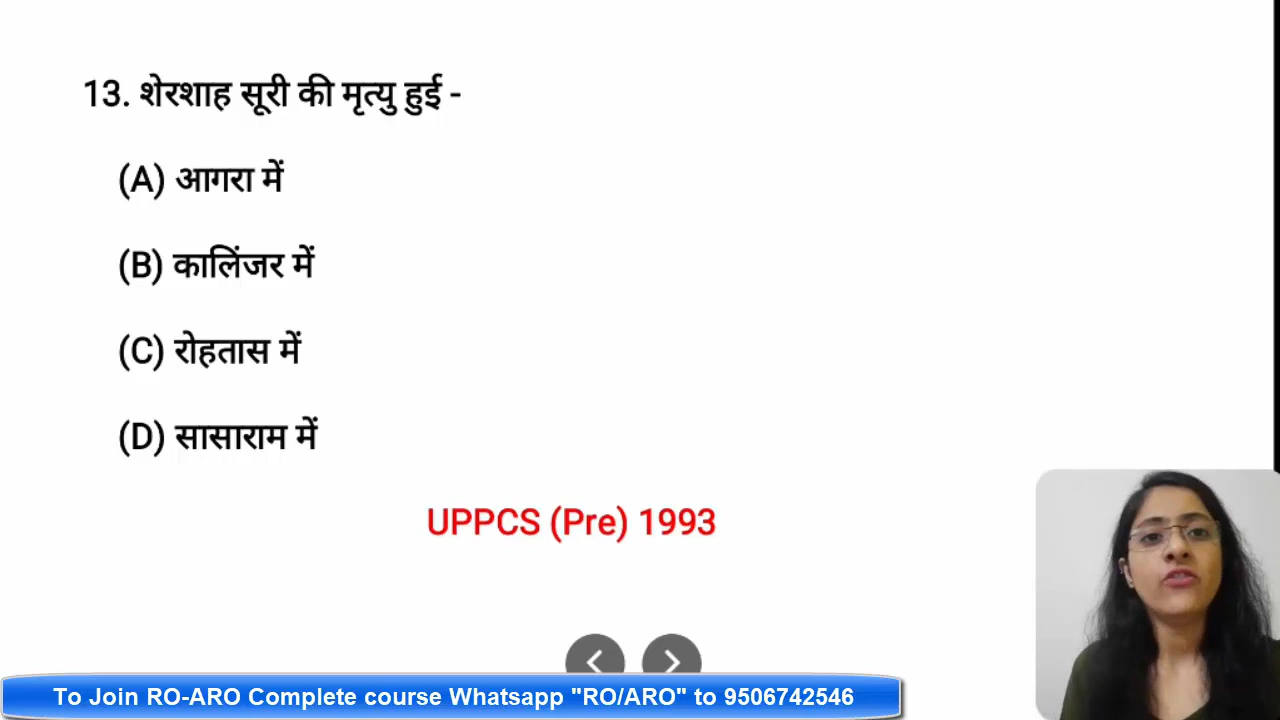 13. शेरशाह सूरी की मृत्यु हुई -
(A) आगरा में
(B) कालिंजर में
(C) रोहतास में
(D) सासाराम में
UPPCS (Pre) 1993
To Join RO-ARO Complete course Whatsapp "RO/ARO" to 9506742546